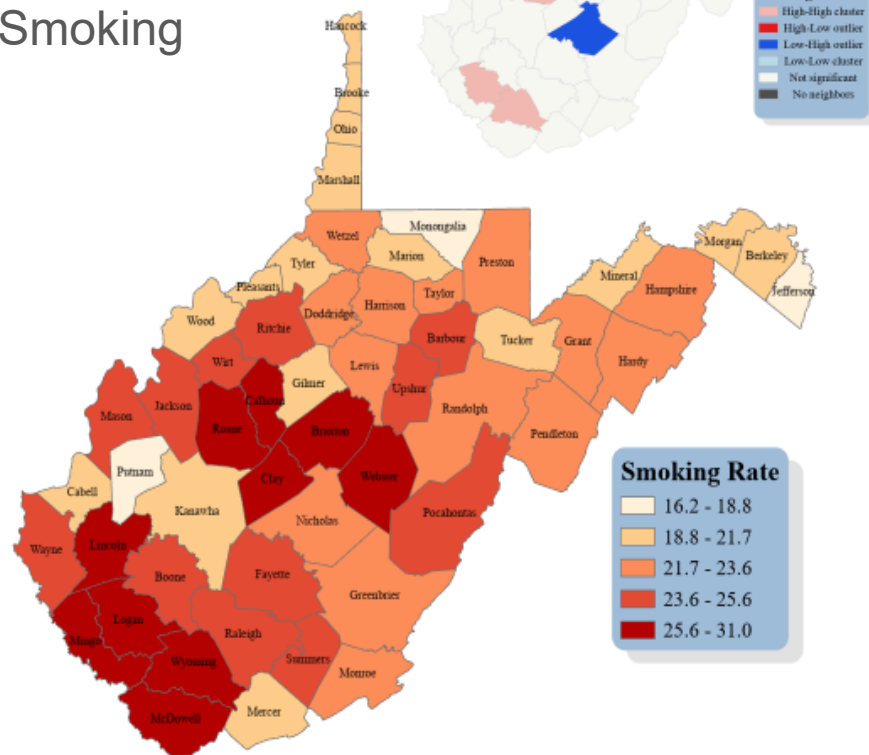 Smoking
High-High cluster
High-Low outlier
Low-High outlier
Low-Low cluster
Not significant
No neighbors
Hancock
Brooke
Ohio
Marshall
Wetzel
Monongalia
Marion
Preston
Tyler
Pleasants
Morgan
Berkeley
Jefferson
Mineral
Hampshire
Wood
Ritchie
Doddridge
Harrison
Taylor
Barbour
Tucker
Grant
Hardy
Wirt
Gilmer
Lewis
Upshur
Randolph
Pendleton
Mason
Jackson
Roane
Calhoun
Braxton
Webster
Putnam
Clay
Cabell
Kanawha
Nicholas
Pocahontas
Wayne
Lincoln
Boone
Fayette
Greenbrier
Logan
Mingo
Raleigh
Wyoming
Summers
Monroe
McDowell
Mercer
Smoking Rate
16.2 - 18.8
18.8 - 21.7
21.7 - 23.6
23.6 - 25.6
25.6 - 31.0